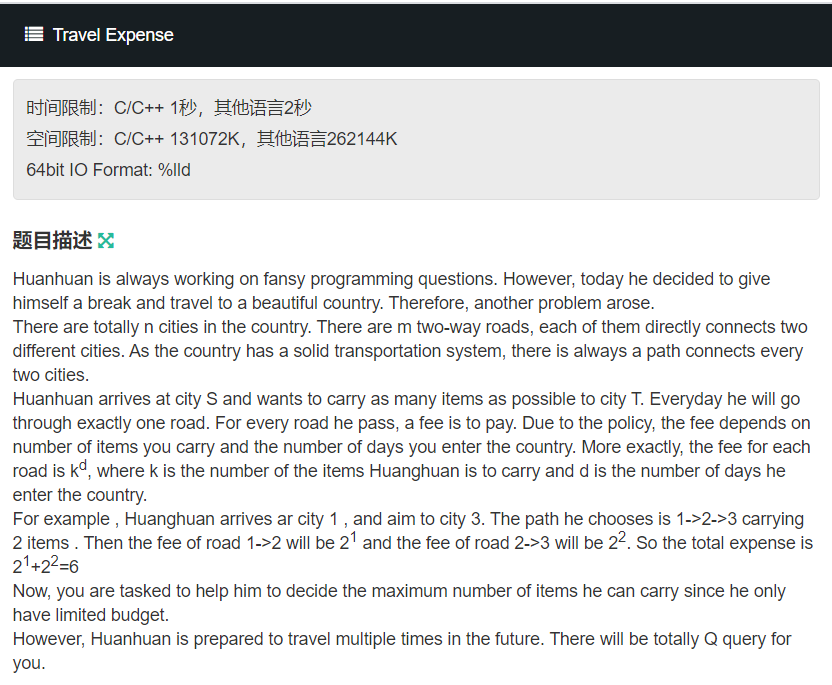 Travel Expense
时间限制：C/C++ 1秒，其他语言2秒
空间限制：C/C++ 131072K，其他语言262144K
64bit IO Format: %lld
题目描述
Huanhuan is always working on fansy programming questions. However, today he decided to give
himself a break and travel to a beautiful country. Therefore, another problem arose.
There are totally n cities in the country. There are m two-way roads, each of them directly connects two
different cities. As the country has a solid transportation system, there is always a path connects every
two cities.
Huanhuan arrives at city S and wants to carry as many items as possible to city T. Everyday he will go
through exactly one road. For every road he pass, a fee is to pay. Due to the policy, the fee depends on
number of items you carry and the number of days you enter the country. More exactly, the fee for each
road is k^d, where k is the number of the items Huanghuan is to carry and d is the number of days he
enter the country.
For example , Huanghuan arrives ar city 1 , and aim to city 3. The path he chooses is 1->2->3 carrying
2 items . Then the fee of road 1->2 will be 2^1 and the fee of road 2->3 will be 2^2. So the total expense is
2^1+2^2=6
Now, you are tasked to help him to decide the maximum number of items he can carry since he only
have limited budget.
However, Huanhuan is prepared to travel multiple times in the future. There will be totally Q query for
you.